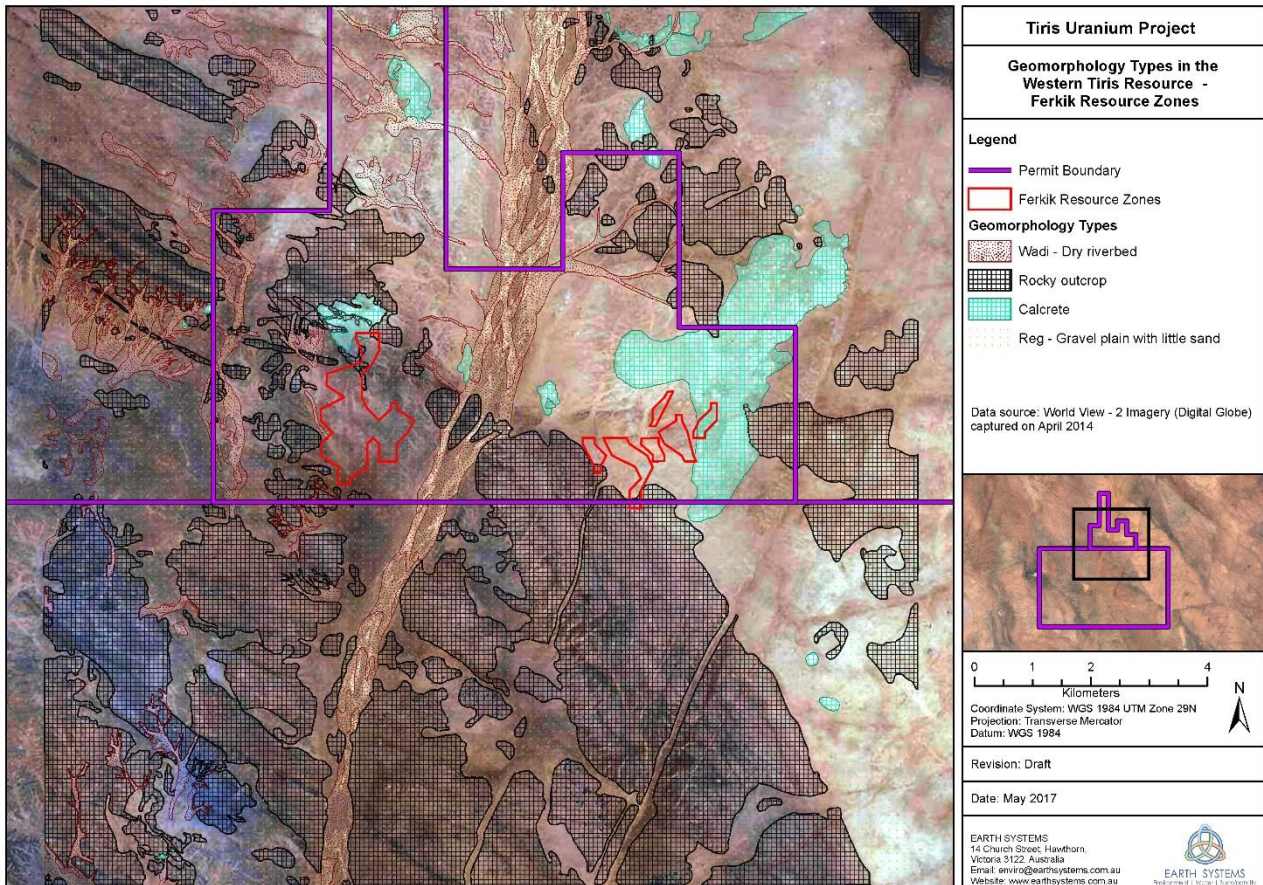 Tiris Uranium Project
Geomorphology Types in the
Western Tiris Resource -
Ferkik Resource Zones
Legend
Permit Boundary
Ferkik Resource Zones
Geomorphology Types
Wadi - Dry riverbed
Rocky outcrop
Calcrete
Reg - Gravel plain with little sand
Data source: World View - 2 Imagery (Digital Globe)
captured on April 2014
0 1 2 4
Kilometers
N
Coordinate System: WGS 1984 UTM Zone 29N
Projection: Transverse Mercator
Datum: WGS 1984
Revision: Draft
Date: May 2017
EARTH SYSTEMS
14 Church Street, Hawthorn,
Victoria 3122, Australia
Email: enviro@earthsystems.com.au
Website: www.earthsystems.com.au
EARTH SYSTEMS
Environment | Water | Sustainability